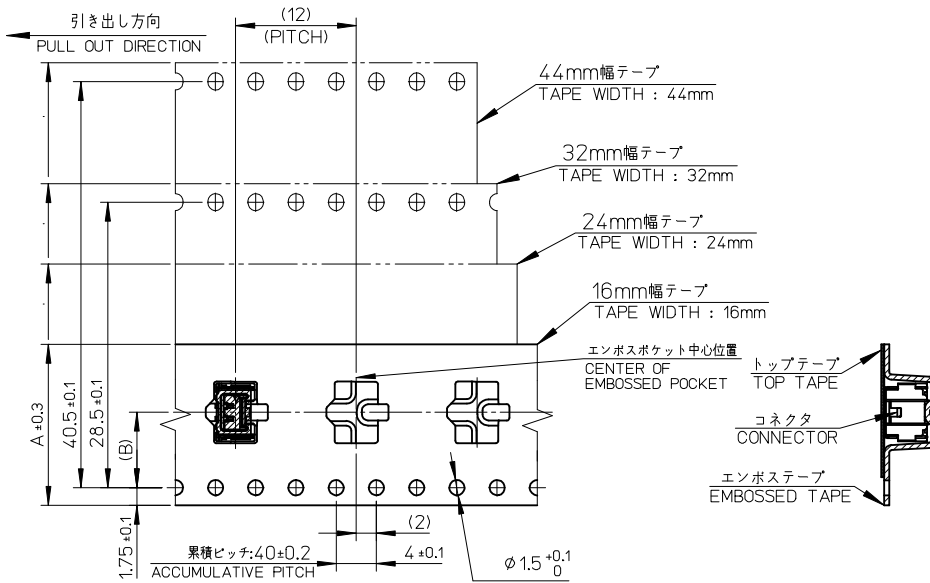 引き出し方向
PULL OUT DIRECTION
(12)
(PITCH)
44mm幅テープ
TAPE WIDTH : 44mm
32mm幅テープ
TAPE WIDTH : 32mm
24mm幅テープ
TAPE WIDTH : 24mm
16mm幅テープ
TAPE WIDTH : 16mm
エンボスポケット中心位置
CENTER OF
EMBOSSED POCKET
トップテープ
TOP TAPE
コネクタ
CONNECTOR
エンボステープ
EMBOSSED TAPE
A ±0.3
40.5±0.1
28.5±0.1
(B)
1.75±0.1
(2)
累積ピッチ:40±0.2
ACCUMULATIVE PITCH
4 ±0.1
φ1.5 +0.1
0